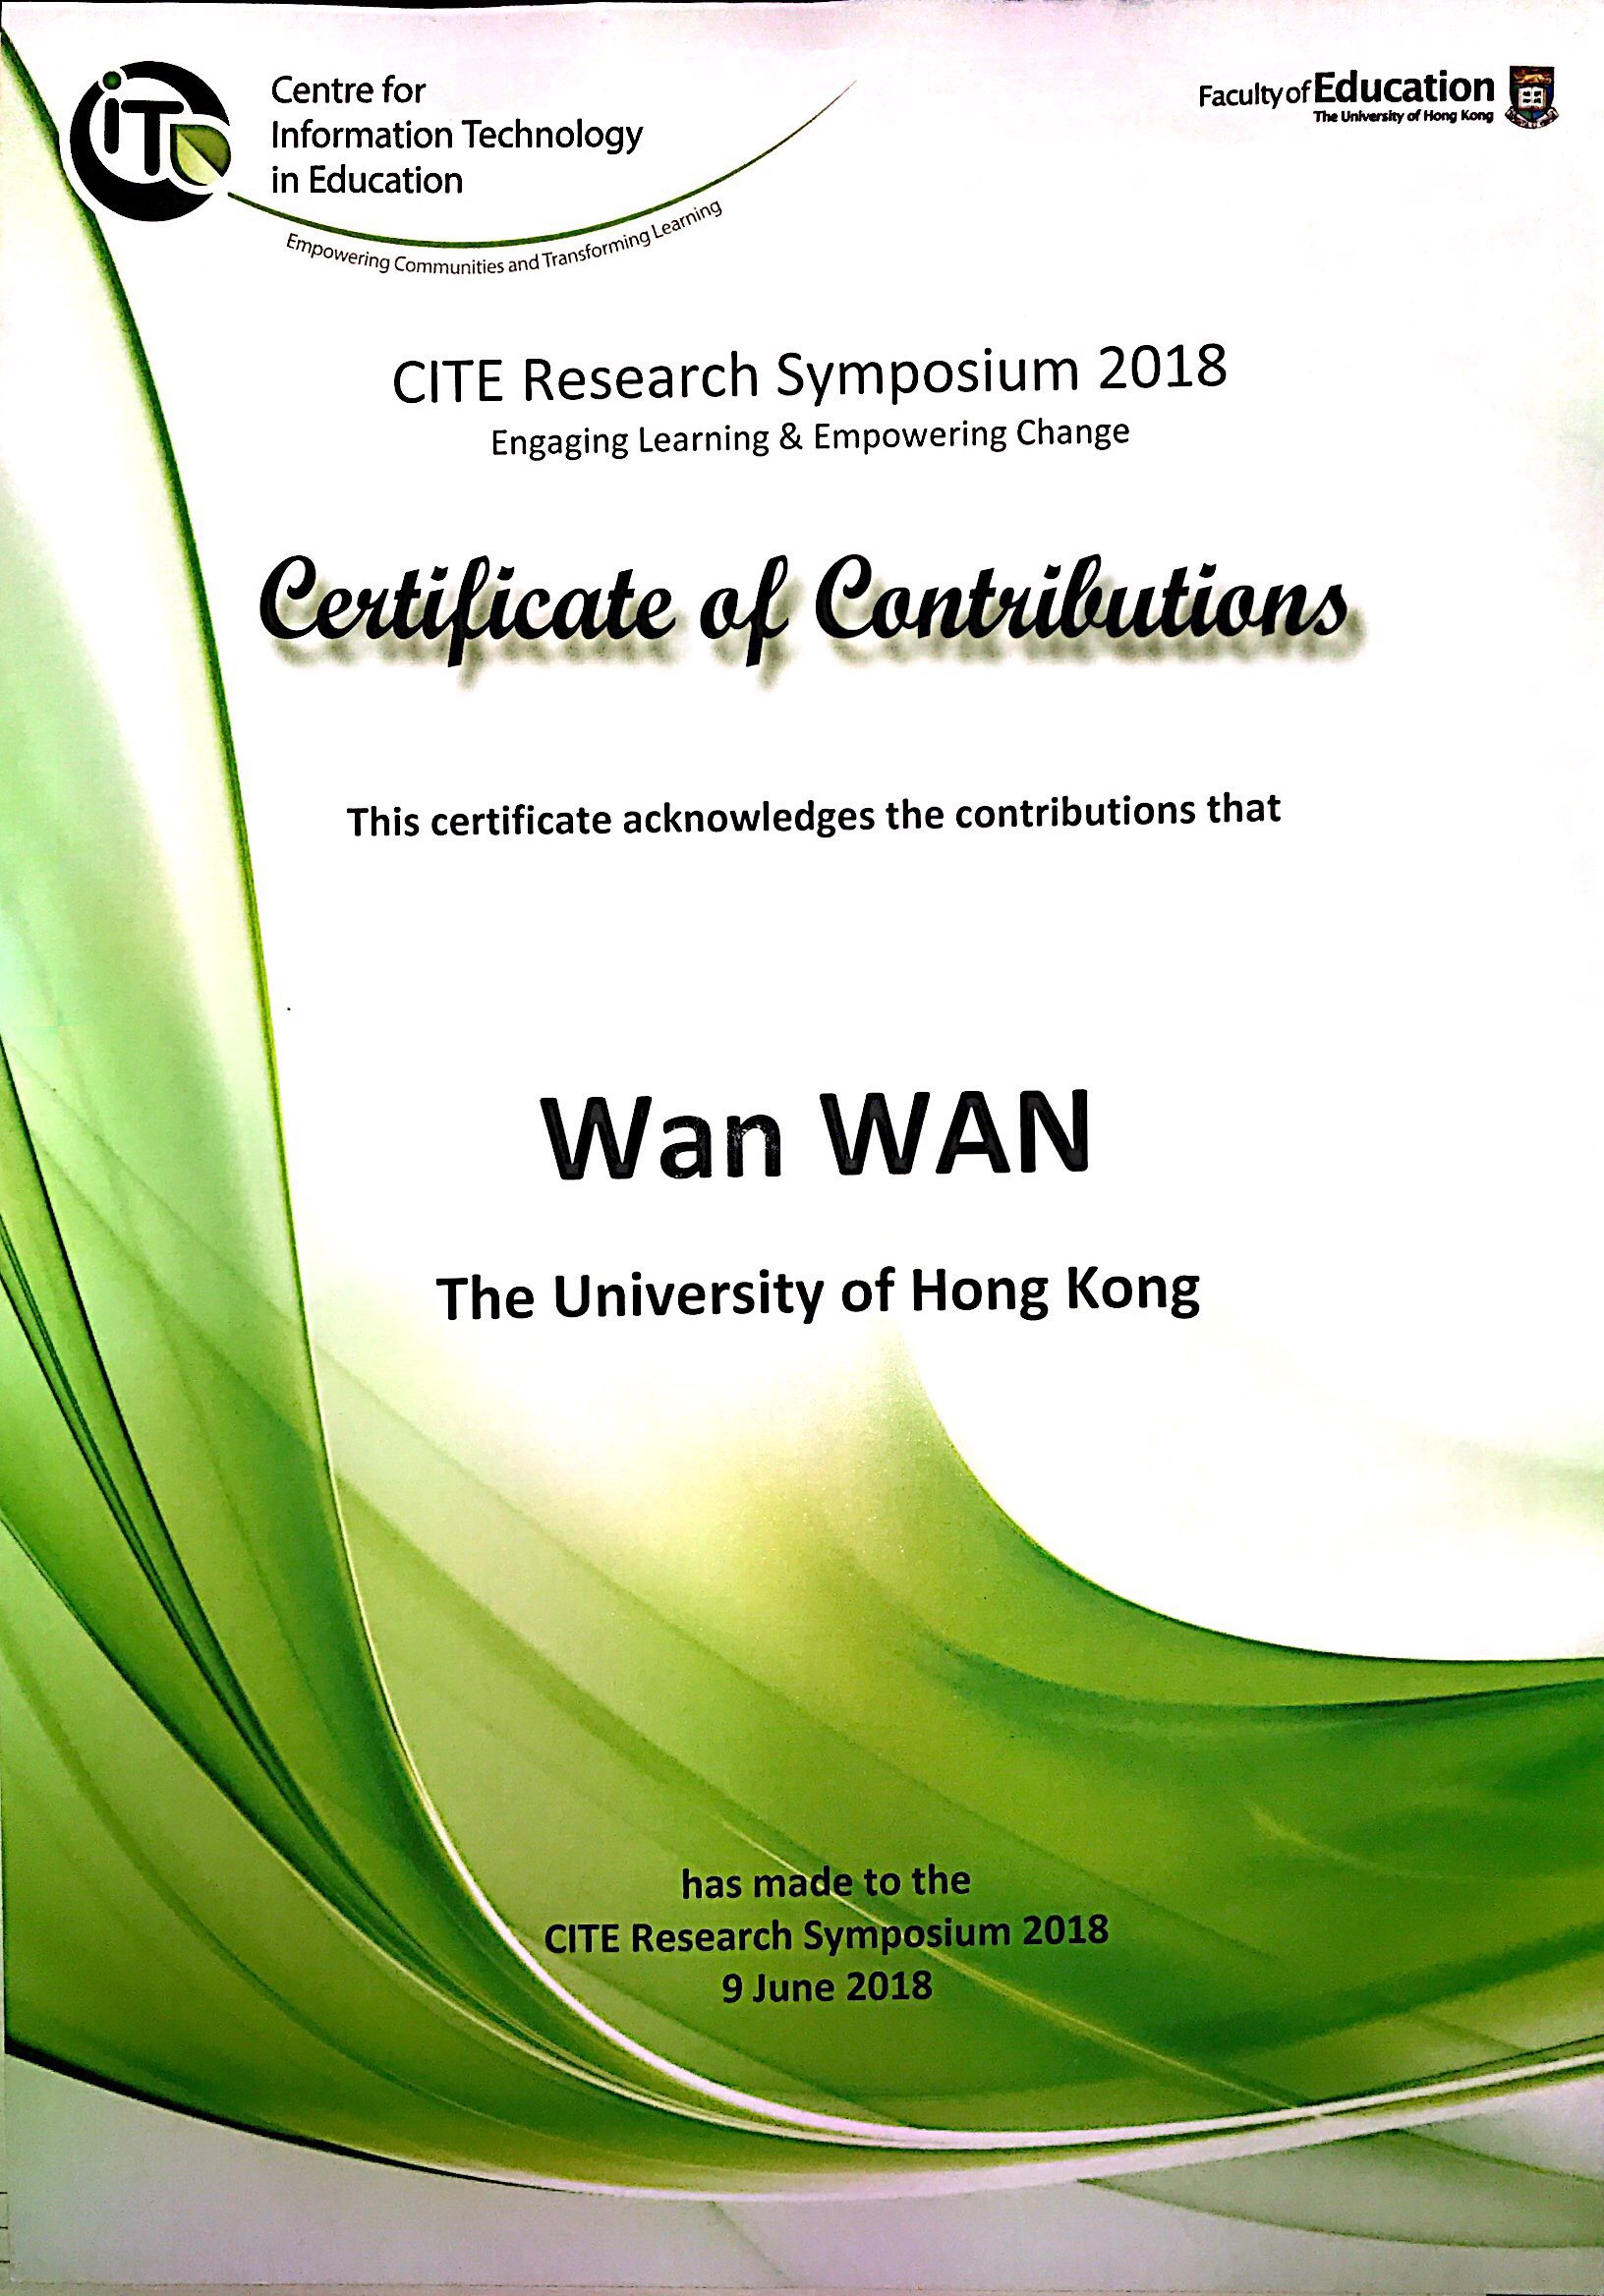 iT
Centre for
Information Technology
in Education
Empowering Communities and Transforming Learning
Faculty of Education
The University of Hong Kong
CITE Research Symposium 2018
Engaging Learning & Empowering Change
Certificate of Contributions
This certificate acknowledges the contributions that
Wan WAN
The University of Hong Kong
has made to the
CITE Research Symposium 2018
9 June 2018